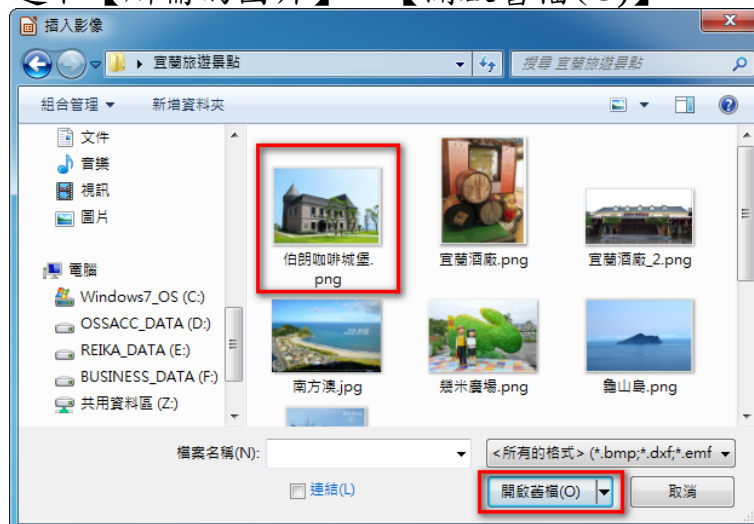 插入影像
宜蘭旅遊景點
搜尋 宜蘭旅遊景點
組合管理
新增資料夾
文件
音樂
視訊
圖片
電腦
Windows7_OS (C:)
OSSACC_DATA (D:)
REIKA_DATA (E:)
BUSINESS_DATA (F:)
共用資料區 (Z:)
伯朗咖啡城堡.
png
宜蘭酒廠.png
宜蘭酒廠_2.png
南方澳.jpg
幾米廣場.png
龜山島.png
檔案名稱(N):
<所有的格式> (*.bmp;*.dxf;*.emf
連結(L)
開啟舊檔(O)
取消